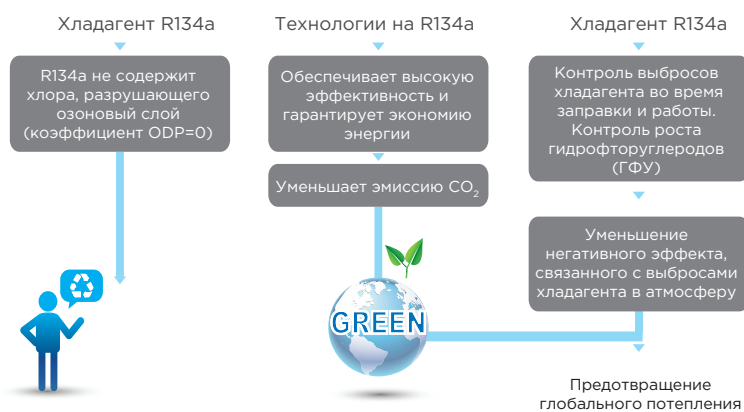 Хладагент R134a
R134a не содержит
хлора, разрушающего
озоновый слой
(коэффициент ODP=0)
Технологии на R134a
Обеспечивает высокую
эффективность и
гарантирует экономию
энергии
Уменьшает эмиссию CO₂
GREEN
Хладагент R134a
Контроль выбросов
хладагента во время
заправки и работы.
Контроль роста
гидрофторуглеродов
(ГФУ)
Уменьшение
негативного эффекта,
связанного с выбросами
хладагента в атмосферу
Предотвращение
глобального потепления